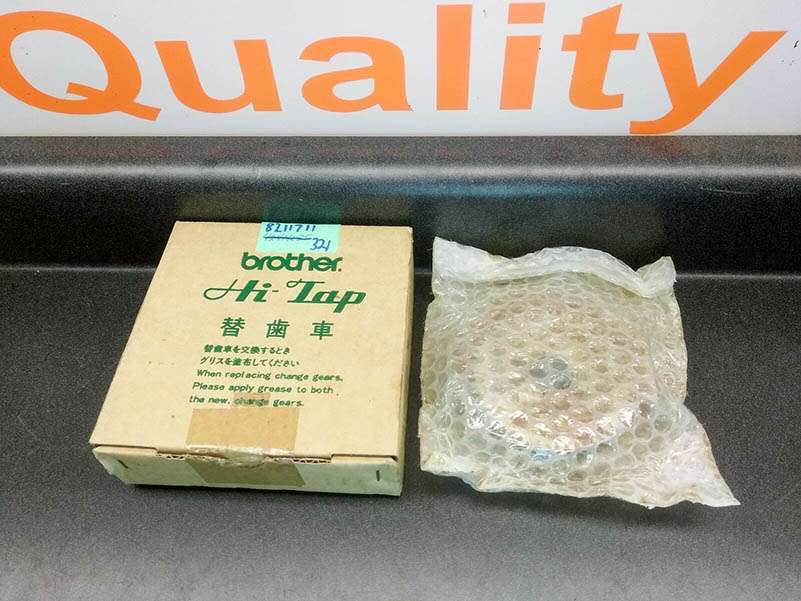 Quality
8211711
321
brother.
Hi-Tap
替歯車
替歯車を交換するとき
グリスを塗布してください
When replacing change gears,
Please apply grease to both
the new, change gears.